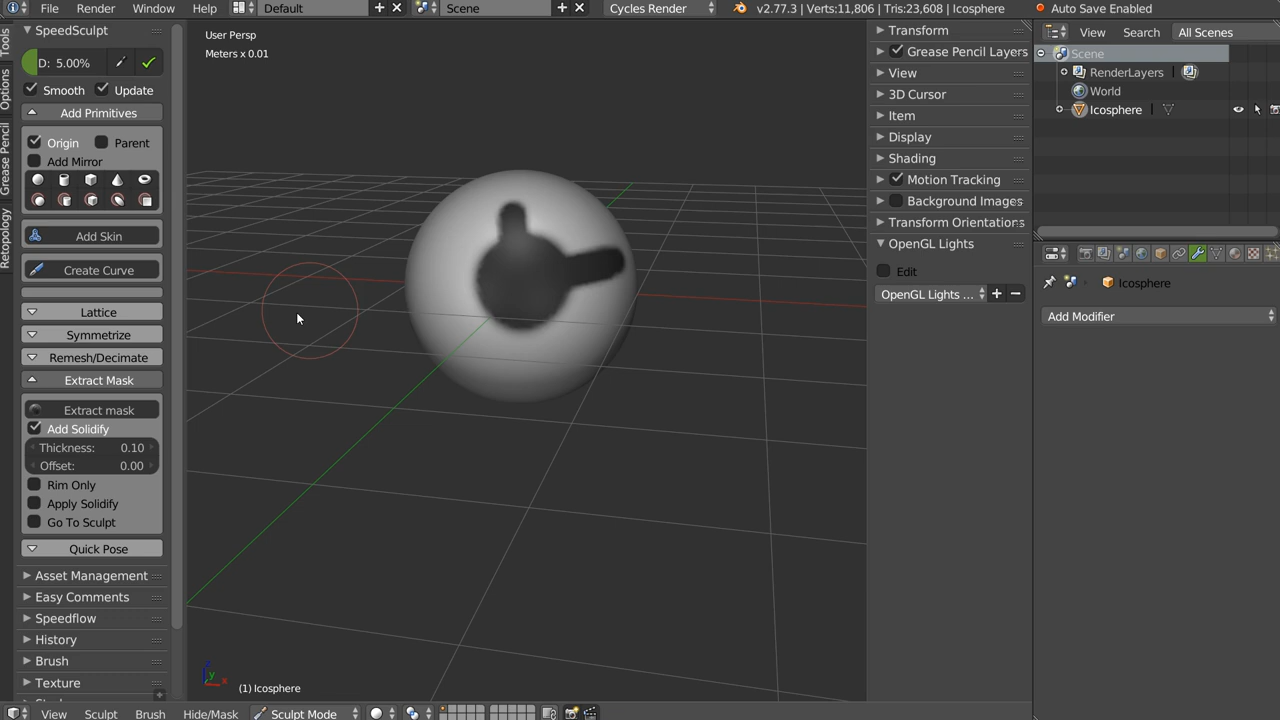 File Render Window Help Default Scene Cycles Render v2.77.3 | Verts:11,806 | Tris:23,608 | Icosphere Auto Save Enabled
Tools
Options
Grease Pencil
Retopology
SpeedSculpt
D: 5.00%
Smooth Update
Add Primitives
Origin Parent
Add Mirror
Add Skin
Create Curve
Lattice
Symmetrize
Remesh/Decimate
Extract Mask
Extract mask
Add Solidify
Thickness: 0.10
Offset: 0.00
Rim Only
Apply Solidify
Go To Sculpt
Quick Pose
Asset Management
Easy Comments
Speedflow
History
Brush
Texture
User Persp
Meters x 0.01
y x
(1) Icosphere
View Sculpt Brush Hide/Mask Sculpt Mode
Transform
Grease Pencil Layers
View
3D Cursor
Item
Display
Shading
Motion Tracking
Background Images
Transform Orientations
OpenGL Lights
Edit
OpenGL Lights ...
View Search All Scenes
Scene
RenderLayers
World
Icosphere
Icosphere
Add Modifier